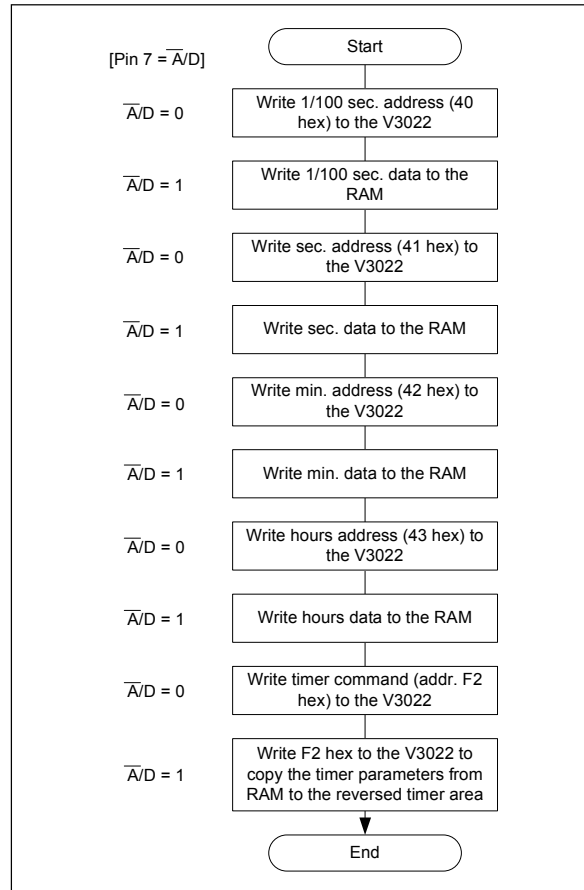 Start
[Pin 7 = A̅/D]
A̅/D = 0
Write 1/100 sec. address (40
hex) to the V3022
A̅/D = 1
Write 1/100 sec. data to the
RAM
A̅/D = 0
Write sec. address (41 hex) to
the V3022
A̅/D = 1
Write sec. data to the RAM
A̅/D = 0
Write min. address (42 hex) to
the V3022
A̅/D = 1
Write min. data to the RAM
A̅/D = 0
Write hours address (43 hex) to
the V3022
A̅/D = 1
Write hours data to the RAM
A̅/D = 0
Write timer command (addr. F2
hex) to the V3022
A̅/D = 1
Write F2 hex to the V3022 to
copy the timer parameters from
RAM to the reversed timer area
End